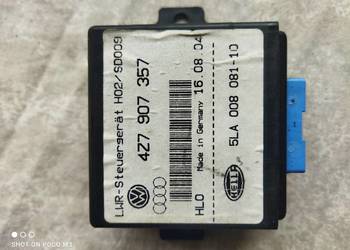 LWR-Steuergerät H02/SD009
4Z7 907 357
HLO Made in Germany 16.08.04
5LA 008 081-10
HELLA
SHOT ON POCO M3